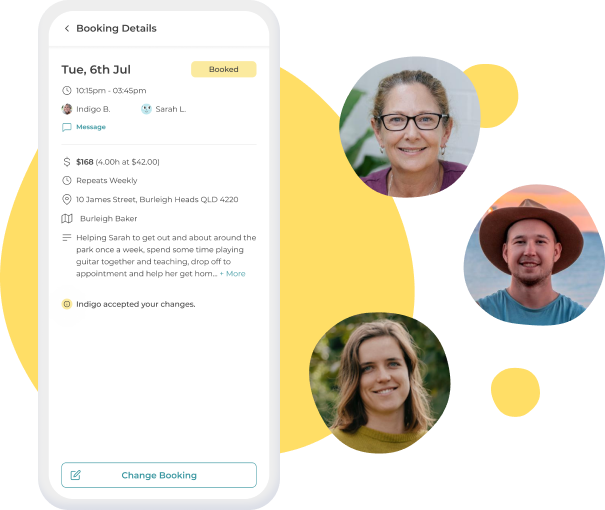 Booking Details
Tue, 6th Jul
Booked
10:15pm - 03:45pm
Indigo B.
Sarah L.
Message
$168 (4.00h at $42.00)
Repeats Weekly
10 James Street, Burleigh Heads QLD 4220
Burleigh Baker
Helping Sarah to get out and about around the
park once a week, spend some time playing
guitar together and teaching, drop off to
appointment and help her get hom... + More
Indigo accepted your changes.
Change Booking